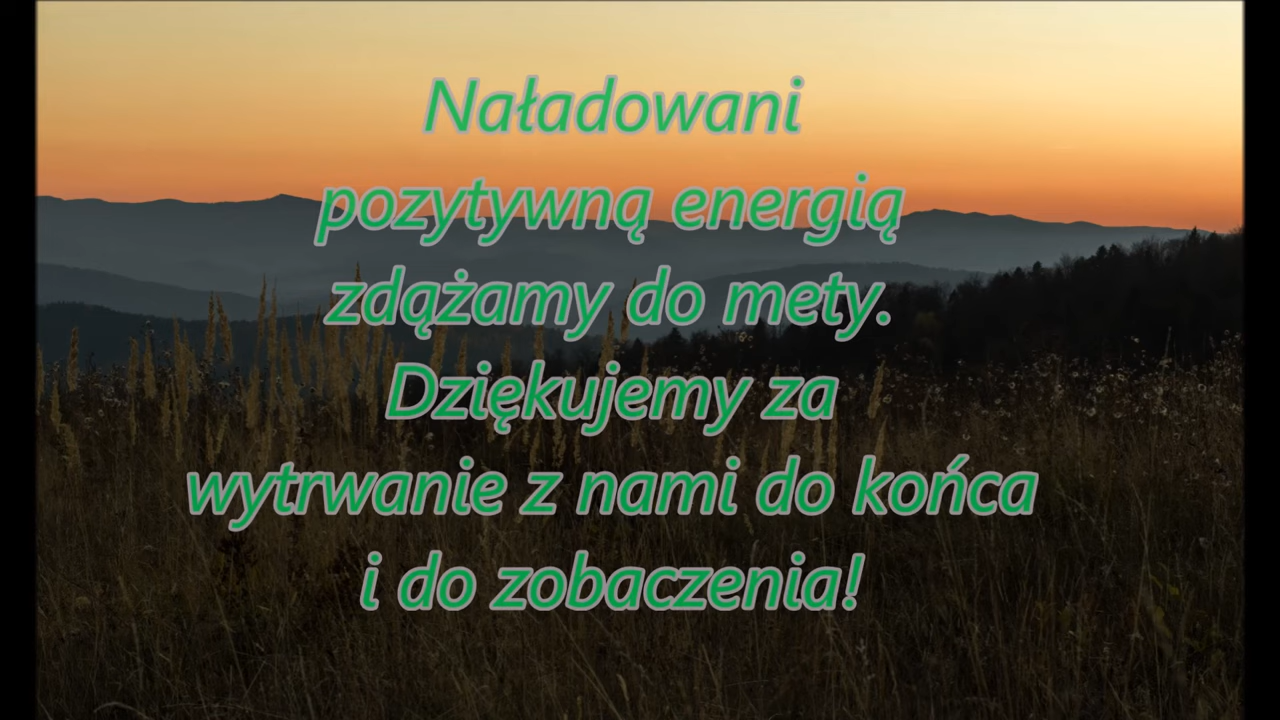 Naładowani
pozytywną energią
zdążamy do mety.
Dziękujemy za
wytrwanie z nami do końca
i do zobaczenia!